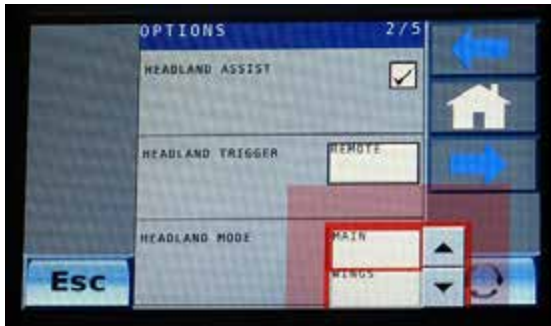 OPTIONS 2/5
HEADLAND ASSIST
HEADLAND TRIGGER REMOTE
HEADLAND MODE MAIN
WINGS
Esc